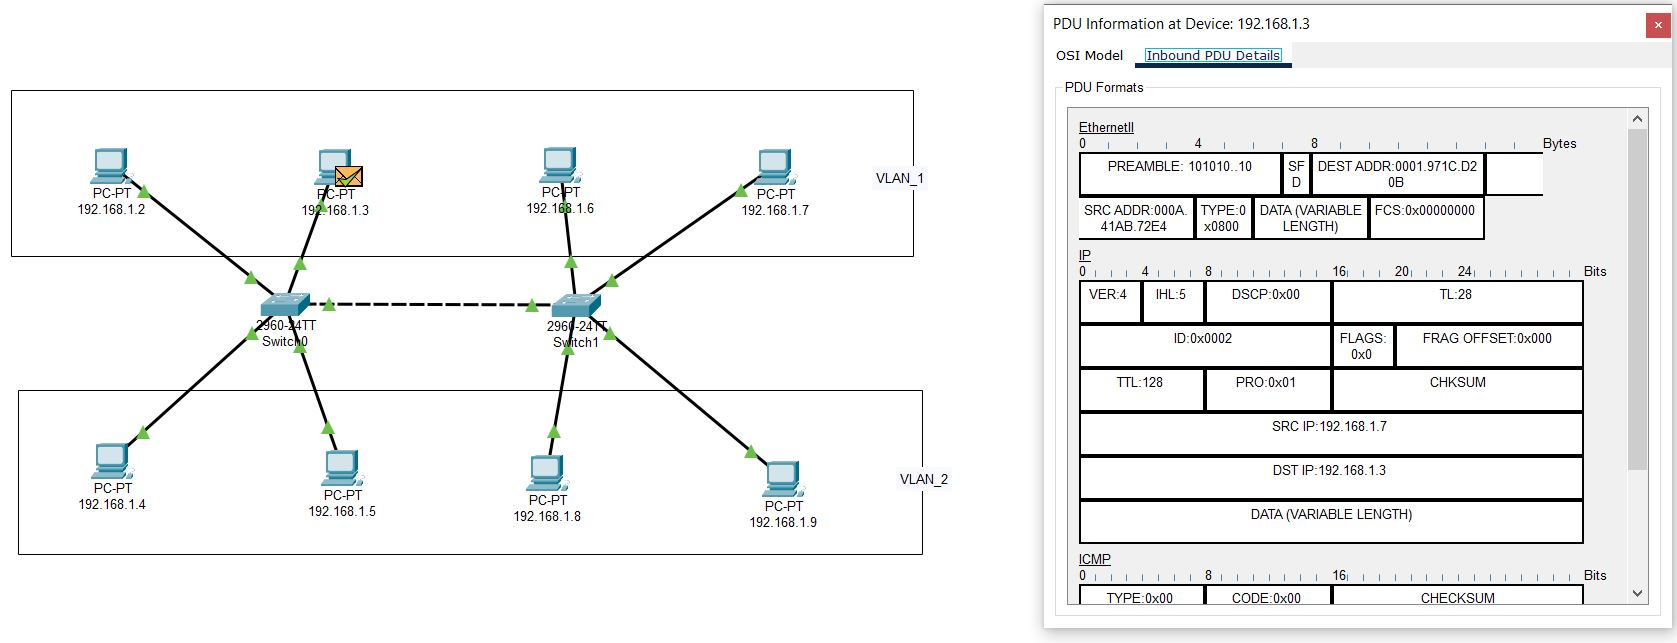 VLAN_1
PC-PT
192.168.1.2
PC-PT
192.168.1.3
PC-PT
192.168.1.6
PC-PT
192.168.1.7
2960-24TT
Switch0
2960-24TT
Switch1
VLAN_2
PC-PT
192.168.1.4
PC-PT
192.168.1.5
PC-PT
192.168.1.8
PC-PT
192.168.1.9
PDU Information at Device: 192.168.1.3
OSI Model Inbound PDU Details
PDU Formats
EthernetII
0 4 8 Bytes
PREAMBLE: 101010..10
SF
D
DEST ADDR:0001.971C.D2
0B
SRC ADDR:000A.
41AB.72E4
TYPE:0
x0800
DATA (VARIABLE
LENGTH)
FCS:0x00000000
IP
0 4 8 16 20 24 Bits
VER:4 IHL:5 DSCP:0x00 TL:28
ID:0x0002
FLAGS:
0x0
FRAG OFFSET:0x000
TTL:128 PRO:0x01 CHKSUM
SRC IP:192.168.1.7
DST IP:192.168.1.3
DATA (VARIABLE LENGTH)
ICMP
0 8 16 Bits
TYPE:0x00 CODE:0x00 CHECKSUM